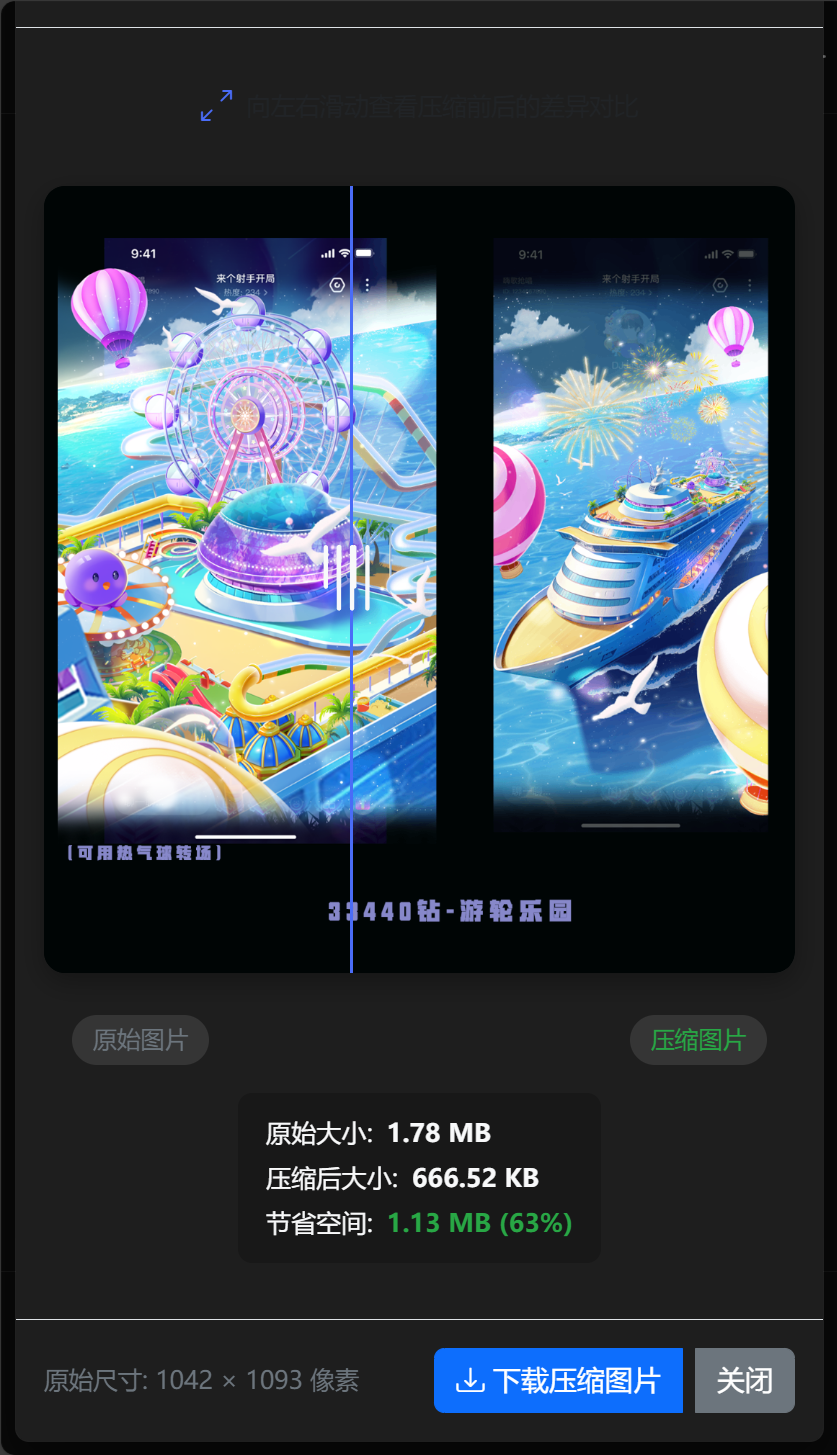 向左右滑动查看压缩前后的差异对比
9:41
来个射手开局
热度: 234 >
9:41
来个射手开局
热度: 234 >
(可用热气球转场)
33440钻-游轮乐园
原始图片
压缩图片
原始大小: 1.78 MB
压缩后大小: 666.52 KB
节省空间: 1.13 MB (63%)
原始尺寸: 1042 × 1093 像素
下载压缩图片
关闭